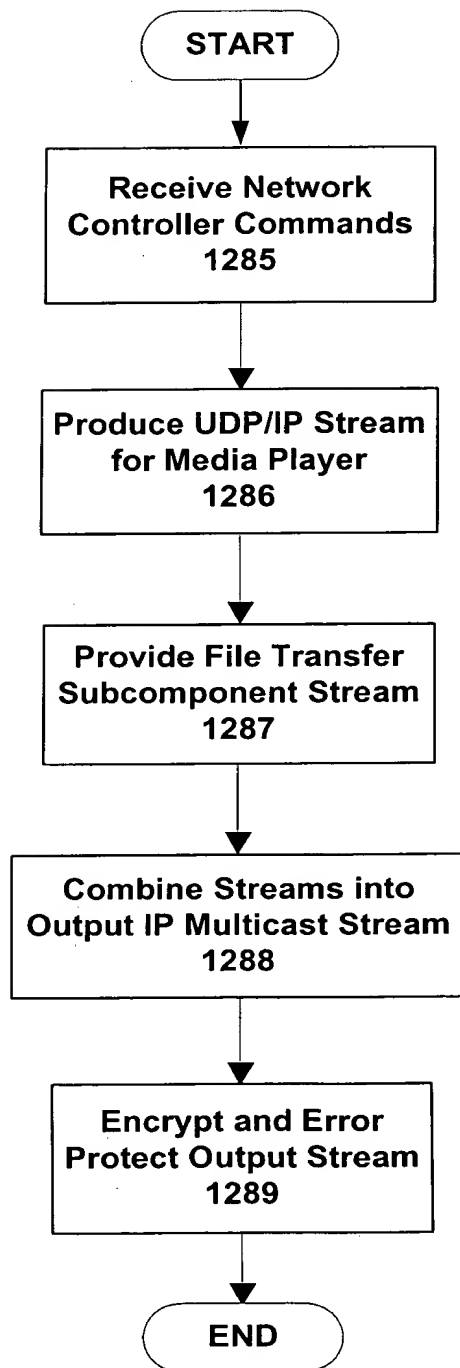 START
Receive Network
Controller Commands
1285
Produce UDP/IP Stream
for Media Player
1286
Provide File Transfer
Subcomponent Stream
1287
Combine Streams into
Output IP Multicast Stream
1288
Encrypt and Error
Protect Output Stream
1289
END